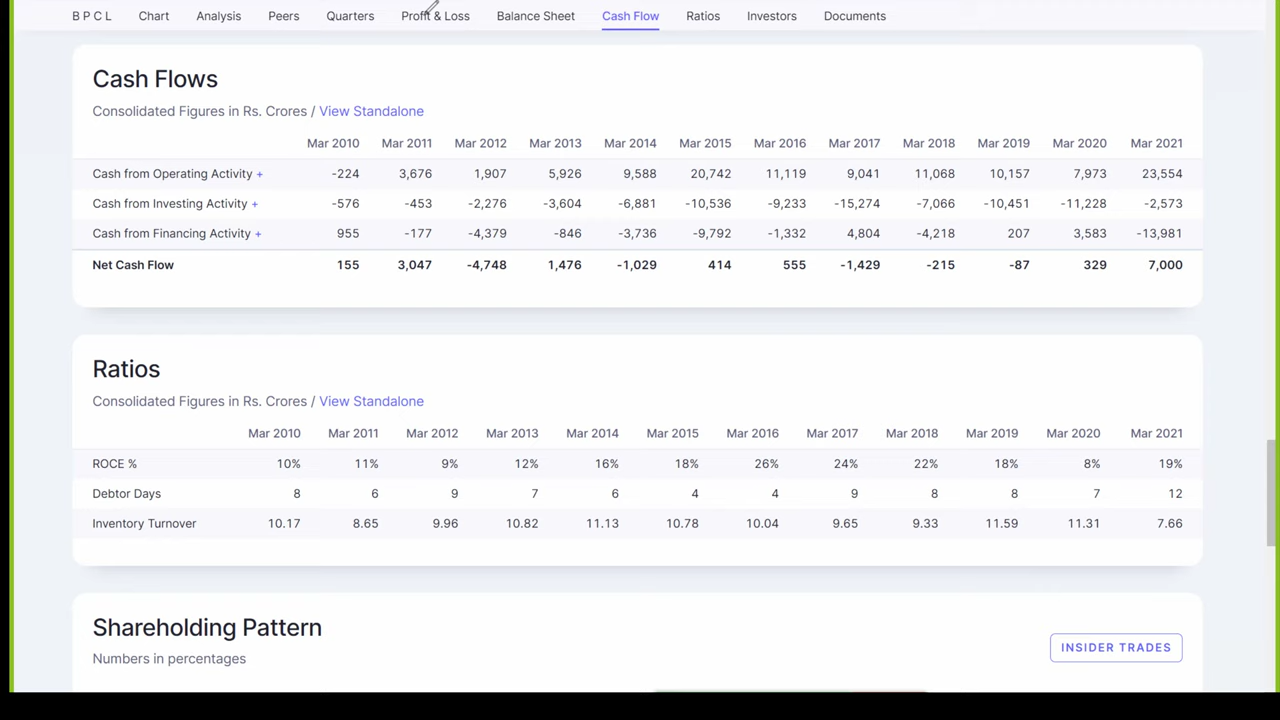 B P C L Chart Analysis Peers Quarters Profit & Loss Balance Sheet Cash Flow Ratios Investors Documents
Cash Flows
Consolidated Figures in Rs. Crores / View Standalone
Mar 2010 Mar 2011 Mar 2012 Mar 2013 Mar 2014 Mar 2015 Mar 2016 Mar 2017 Mar 2018 Mar 2019 Mar 2020 Mar 2021
Cash from Operating Activity + -224 3,676 1,907 5,926 9,588 20,742 11,119 9,041 11,068 10,157 7,973 23,554
Cash from Investing Activity + -576 -453 -2,276 -3,604 -6,881 -10,536 -9,233 -15,274 -7,066 -10,451 -11,228 -2,573
Cash from Financing Activity + 955 -177 -4,379 -846 -3,736 -9,792 -1,332 4,804 -4,218 207 3,583 -13,981
Net Cash Flow 155 3,047 -4,748 1,476 -1,029 414 555 -1,429 -215 -87 329 7,000
Ratios
Consolidated Figures in Rs. Crores / View Standalone
Mar 2010 Mar 2011 Mar 2012 Mar 2013 Mar 2014 Mar 2015 Mar 2016 Mar 2017 Mar 2018 Mar 2019 Mar 2020 Mar 2021
ROCE % 10% 11% 9% 12% 16% 18% 26% 24% 22% 18% 8% 19%
Debtor Days 8 6 9 7 6 4 4 9 8 8 7 12
Inventory Turnover 10.17 8.65 9.96 10.82 11.13 10.78 10.04 9.65 9.33 11.59 11.31 7.66
Shareholding Pattern
Numbers in percentages
INSIDER TRADES